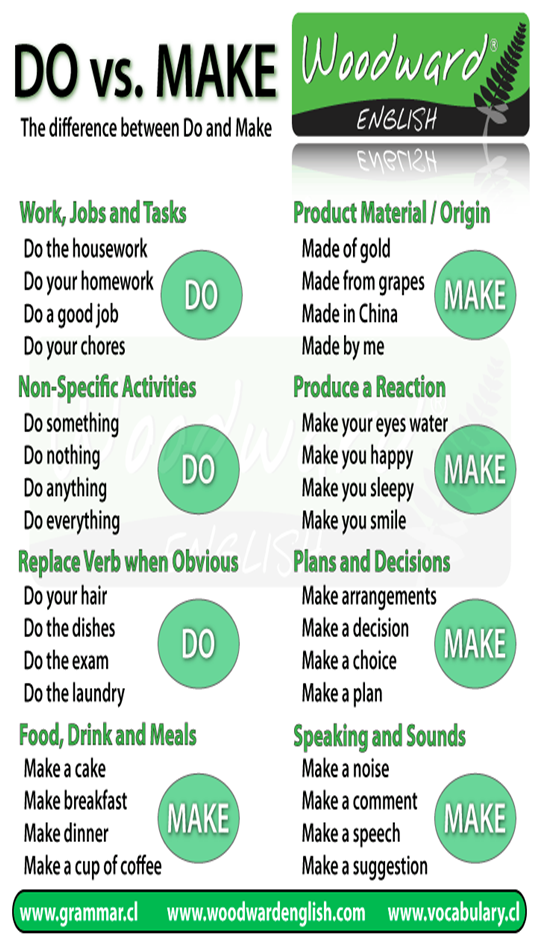 DO vs. MAKE
The difference between Do and Make
Woodward®
ENGLISH
Work, Jobs and Tasks
Do the housework
Do your homework
Do a good job
Do your chores
DO
Non-Specific Activities
Do something
Do nothing
Do anything
Do everything
DO
Replace Verb when Obvious
Do your hair
Do the dishes
Do the exam
Do the laundry
DO
Food, Drink and Meals
Make a cake
Make breakfast
Make dinner
Make a cup of coffee
MAKE
Product Material / Origin
Made of gold
Made from grapes
Made in China
Made by me
MAKE
Produce a Reaction
Make your eyes water
Make you happy
Make you sleepy
Make you smile
MAKE
Plans and Decisions
Make arrangements
Make a decision
Make a choice
Make a plan
MAKE
Speaking and Sounds
Make a noise
Make a comment
Make a speech
Make a suggestion
MAKE
Woodward
ENGLISH
www.grammar.cl www.woodwardenglish.com www.vocabulary.cl